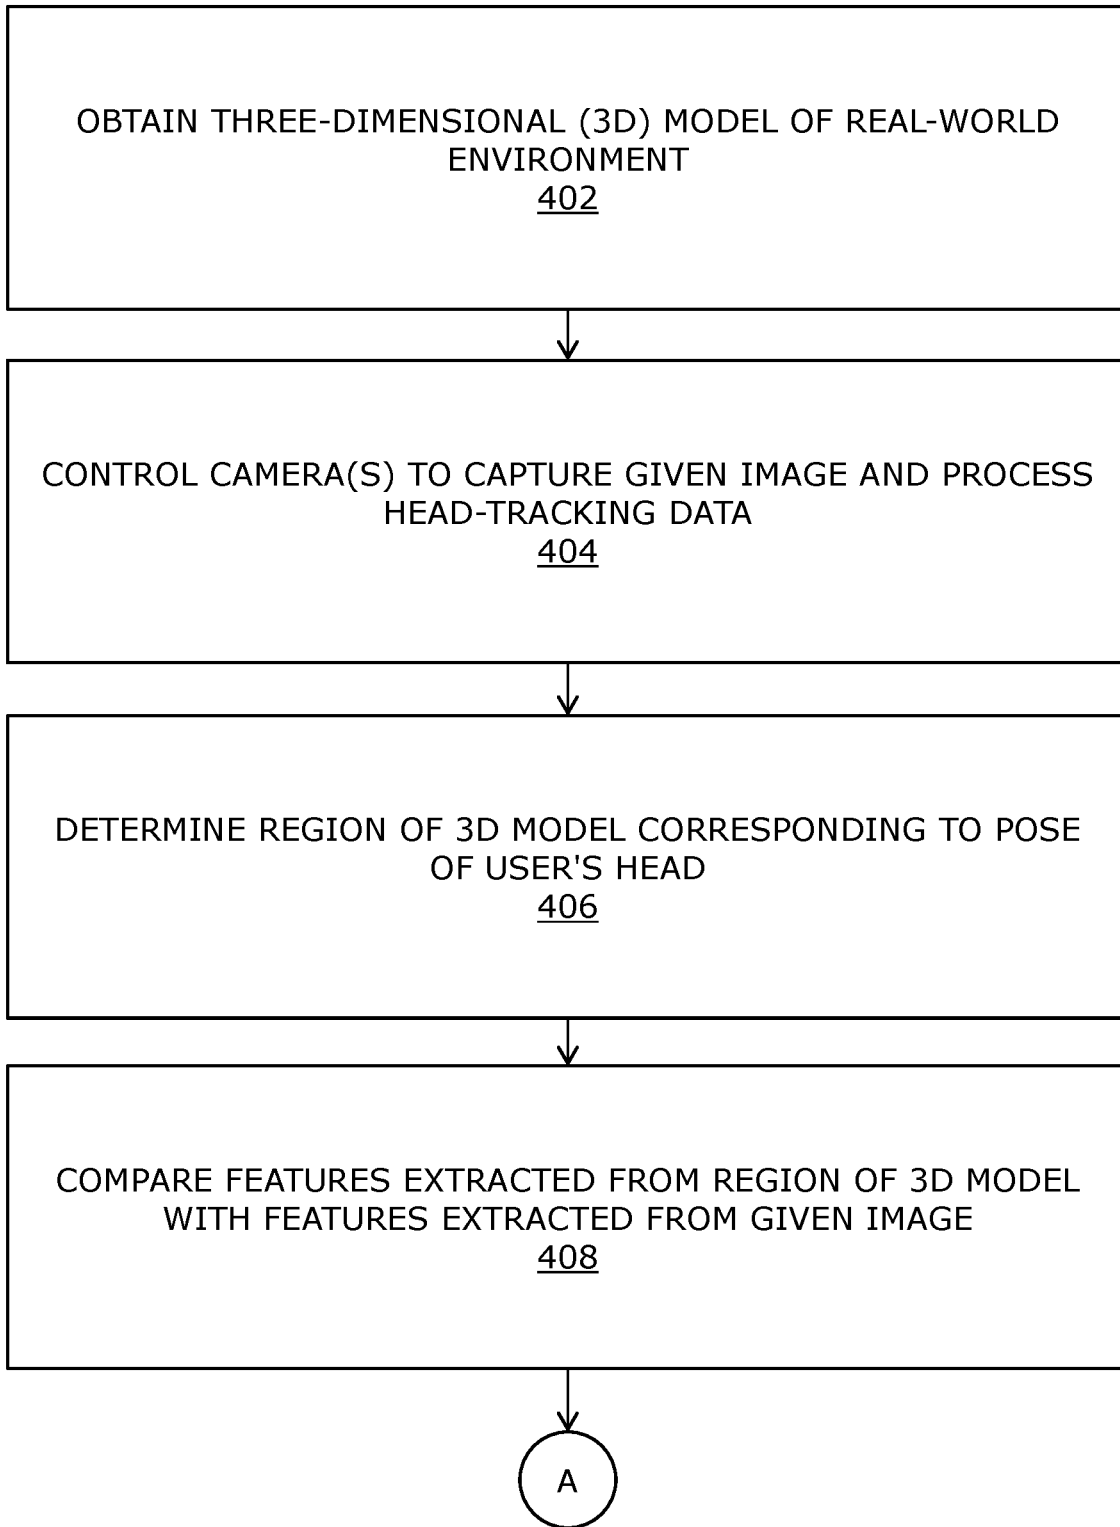 OBTAIN THREE-DIMENSIONAL (3D) MODEL OF REAL-WORLD
ENVIRONMENT
402
CONTROL CAMERA(S) TO CAPTURE GIVEN IMAGE AND PROCESS
HEAD-TRACKING DATA
404
DETERMINE REGION OF 3D MODEL CORRESPONDING TO POSE
OF USER'S HEAD
406
COMPARE FEATURES EXTRACTED FROM REGION OF 3D MODEL
WITH FEATURES EXTRACTED FROM GIVEN IMAGE
408
A